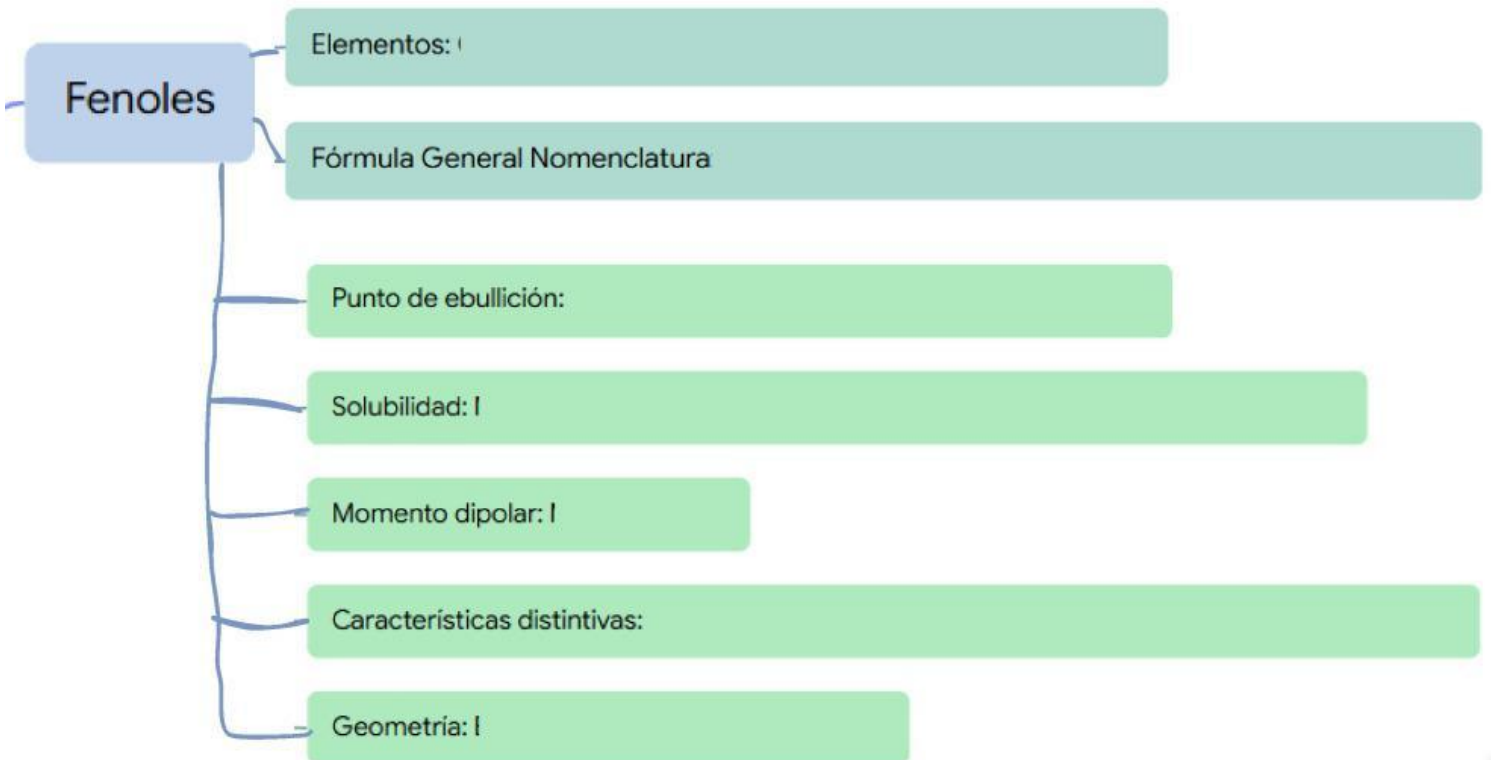 Fenoles
Elementos:
Fórmula General Nomenclatura
Punto de ebullición:
Solubilidad:
Momento dipolar:
Características distintivas:
Geometría: